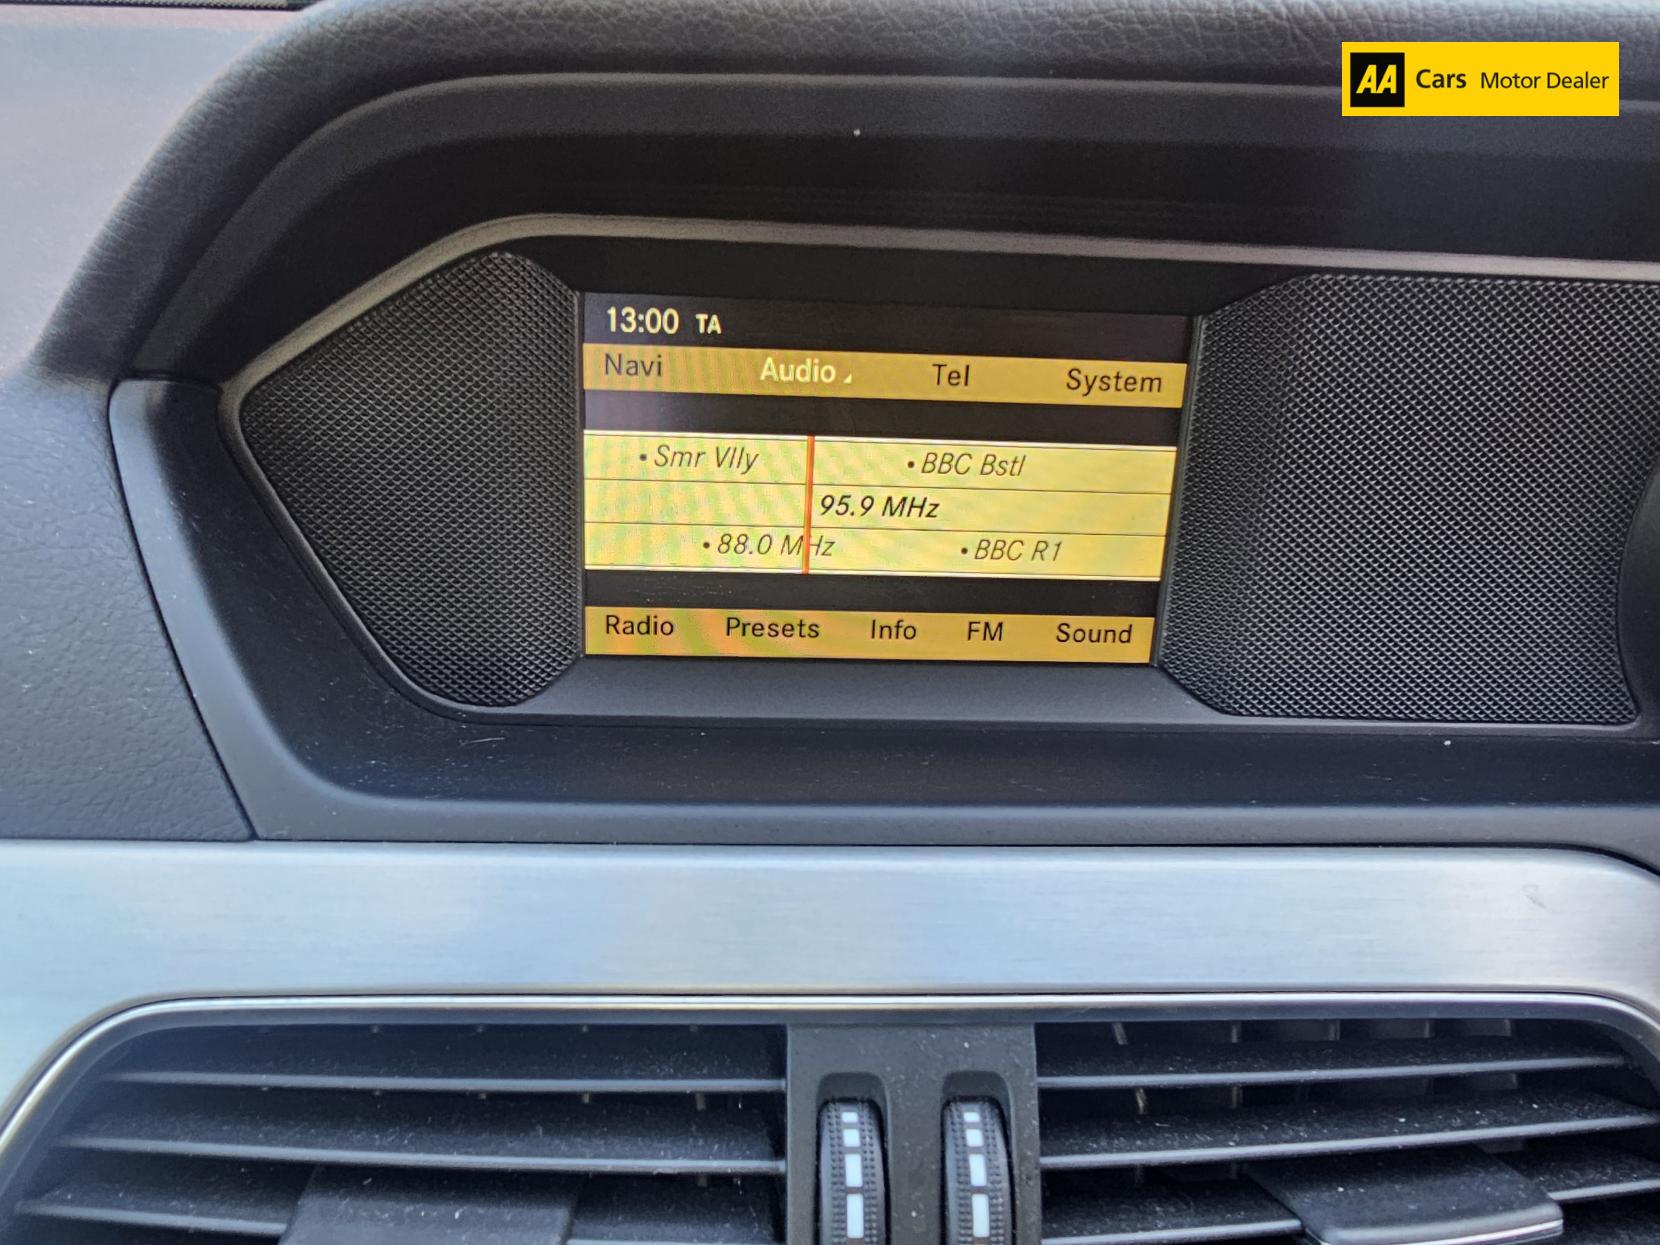 AA Cars Motor Dealer
13:00 TA
Navi Audio Tel System
• Smr Vlly • BBC Bstl
95.9 MHz
• 88.0 MHz • BBC R1
Radio Presets Info FM Sound